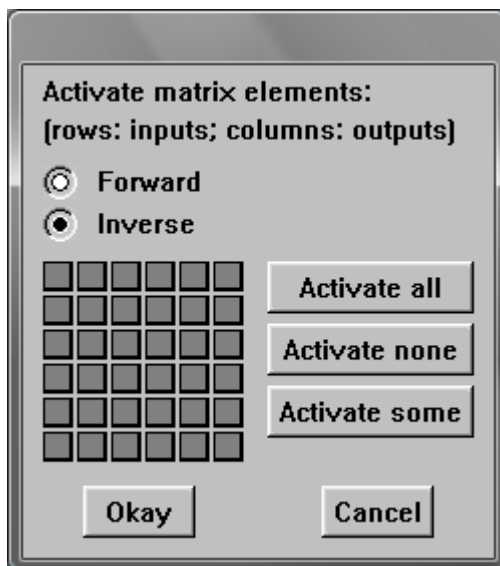 Activate matrix elements:
(rows: inputs; columns: outputs)
Forward
Inverse
Activate all
Activate none
Activate some
Okay
Cancel